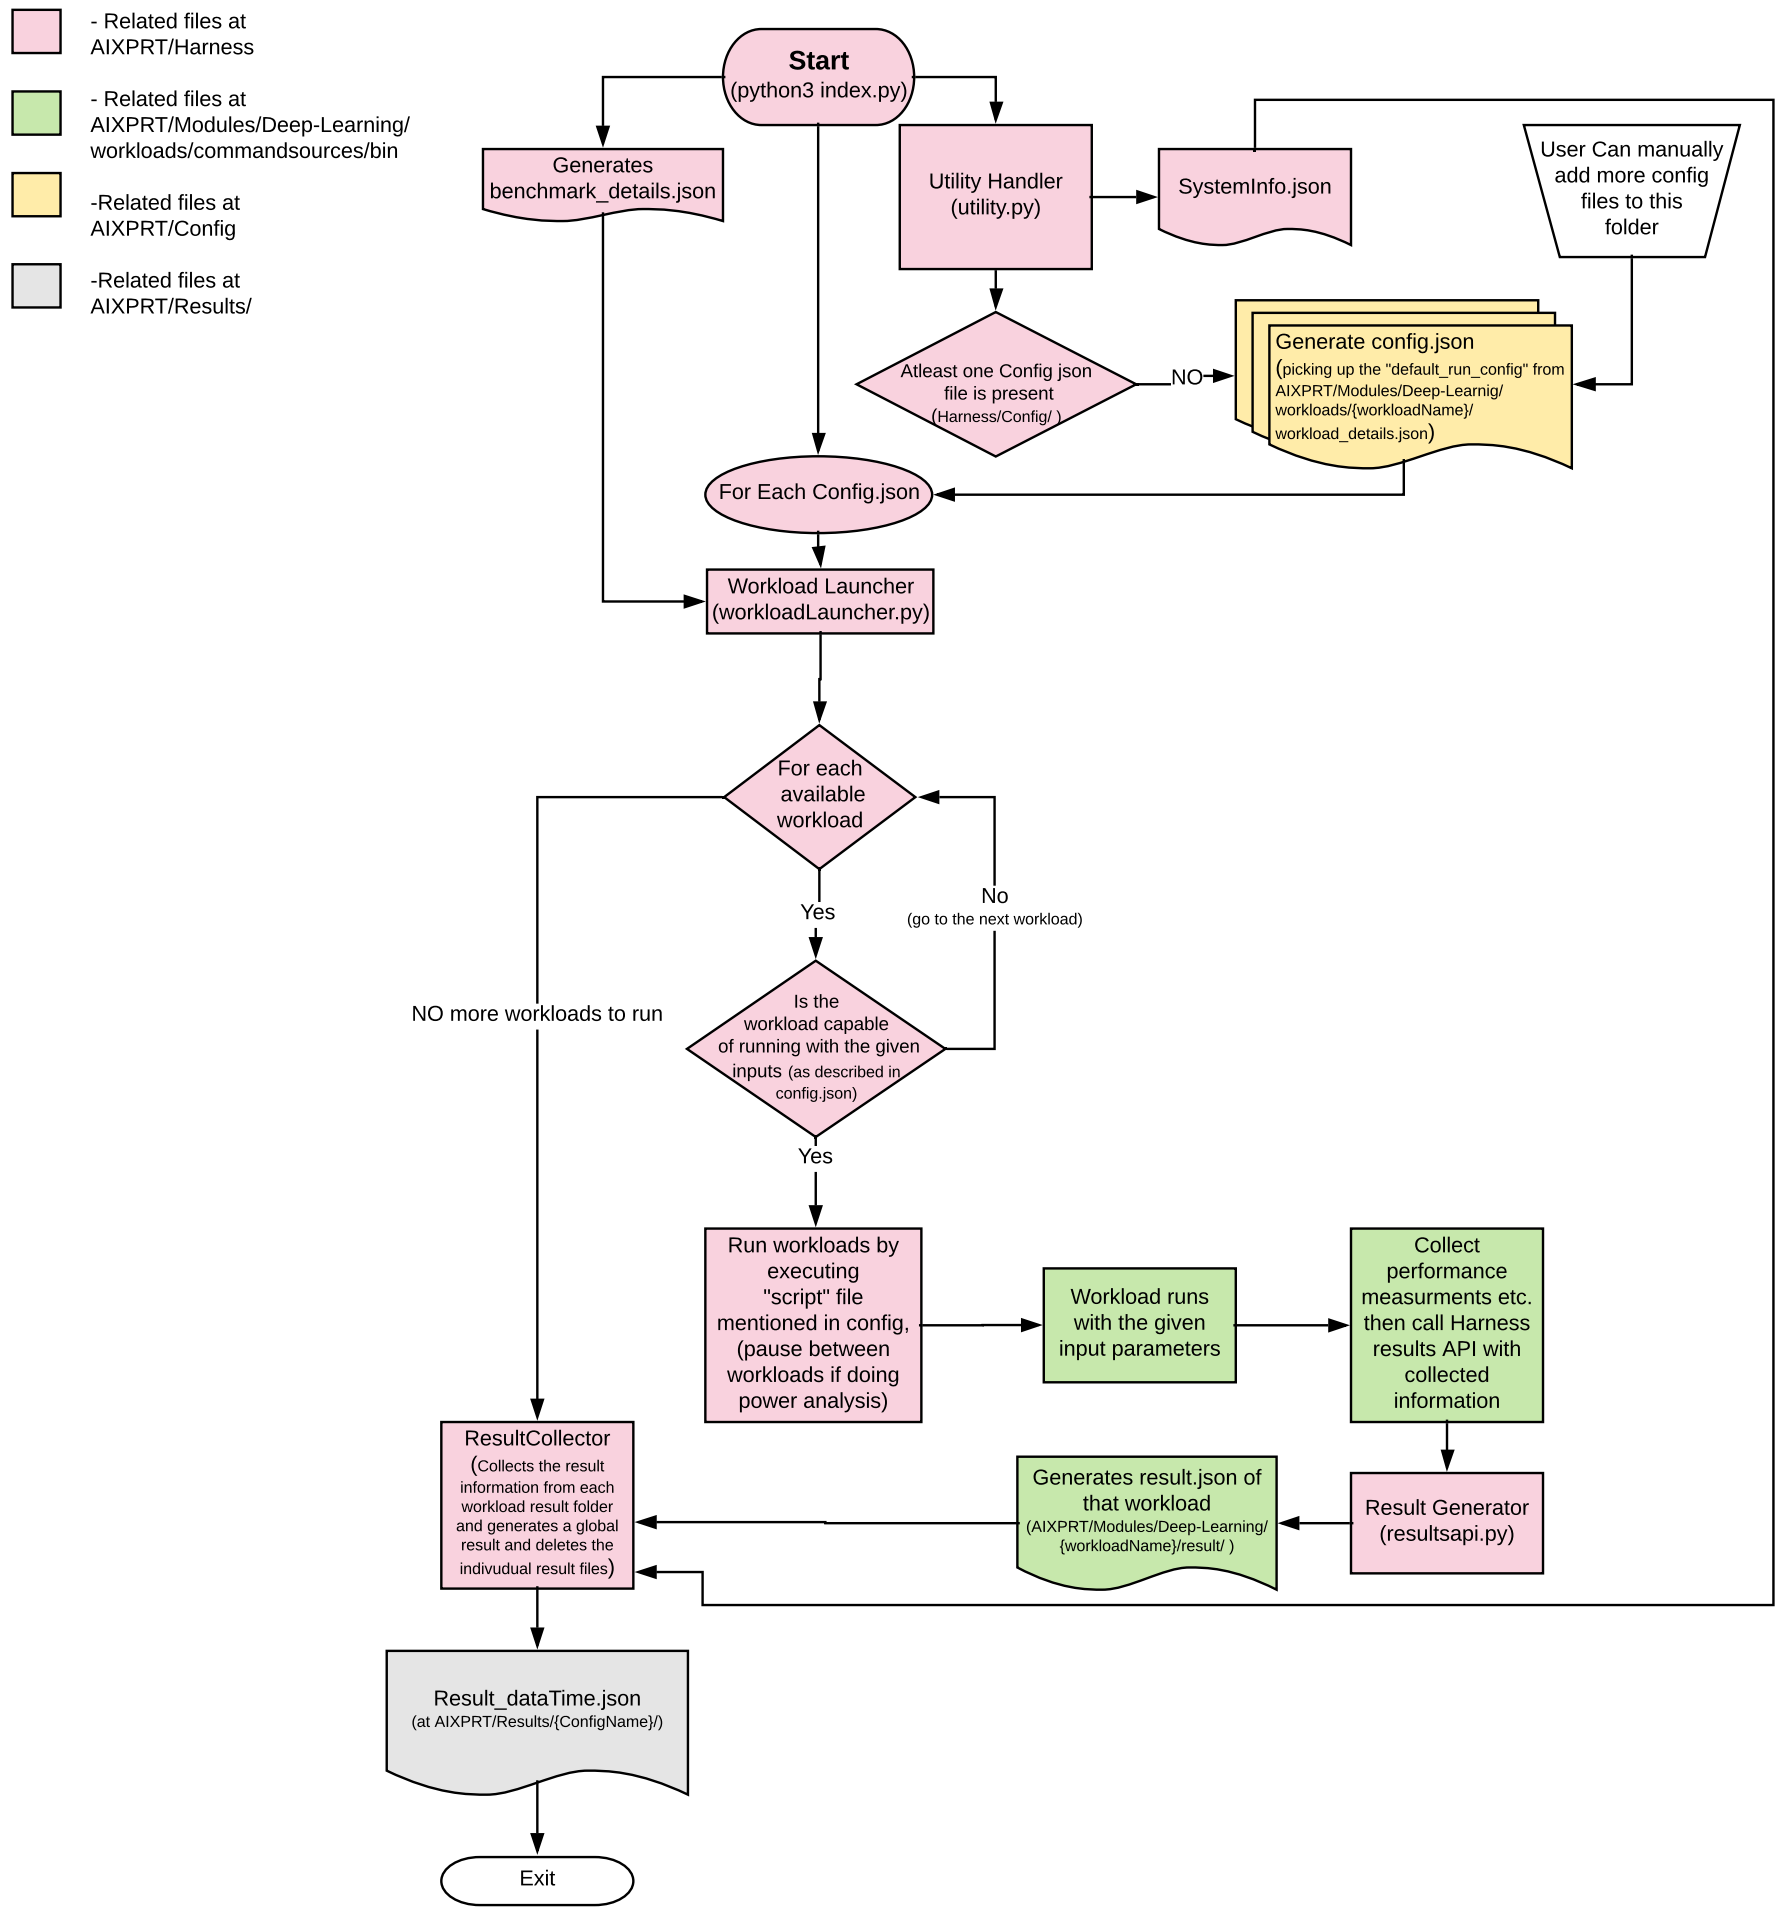 - Related files at
AIXPRT/Harness
- Related files at
AIXPRT/Modules/Deep-Learning/
workloads/commandsources/bin
-Related files at
AIXPRT/Config
-Related files at
AIXPRT/Results/
Start
(python3 index.py)
Generates
benchmark_details.json
Utility Handler
(utility.py)
SystemInfo.json
User Can manually
add more config
files to this
folder
Atleast one Config json
file is present
(Harness/Config/ )
NO
Generate config.json
(picking up the "default_run_config" from
AIXPRT/Modules/Deep-Learnig/
workloads/{workloadName}/
workload_details.json)
For Each Config.json
Workload Launcher
(workloadLauncher.py)
For each
available
workload
Yes
No
(go to the next workload)
NO more workloads to run
Is the
workload capable
of running with the given
inputs (as described in
config.json)
Yes
Run workloads by
executing
"script" file
mentioned in config,
(pause between
workloads if doing
power analysis)
Workload runs
with the given
input parameters
Collect
performance
measurments etc.
then call Harness
results API with
collected
information
Result Generator
(resultsapi.py)
Generates result.json of
that workload
(AIXPRT/Modules/Deep-Learning/
{workloadName}/result/ )
ResultCollector
(Collects the result
information from each
workload result folder
and generates a global
result and deletes the
indivudual result files)
Result_dataTime.json
(at AIXPRT/Results/{ConfigName}/)
Exit